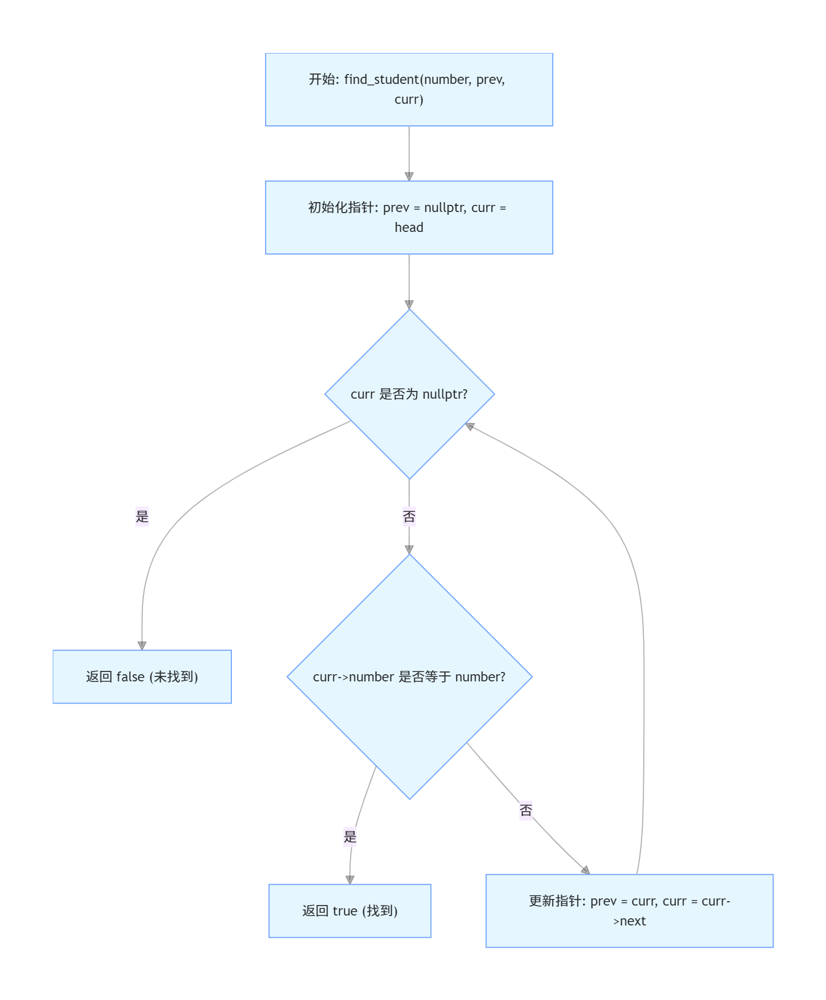 开始: find_student(number, prev,
curr)
初始化指针: prev = nullptr, curr =
head
curr 是否为 nullptr?
是
否
返回 false (未找到)
curr->number 是否等于 number?
否
是
更新指针: prev = curr, curr = curr-
>next
返回 true (找到)